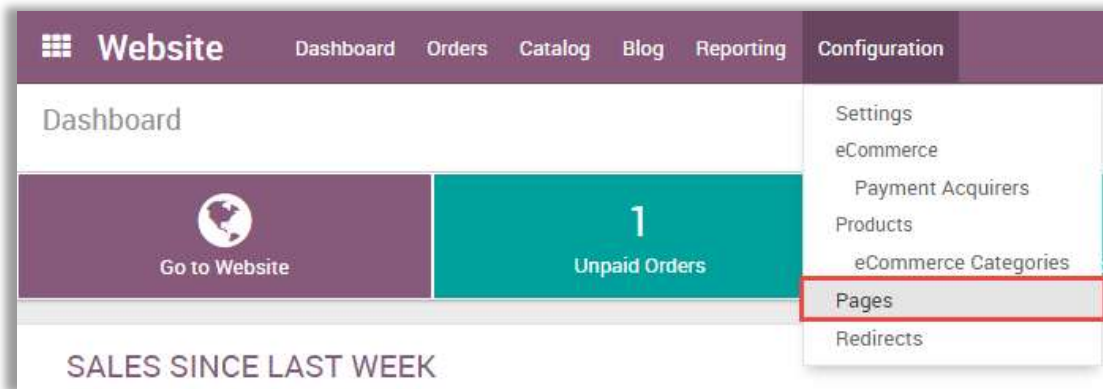 Website Dashboard Orders Catalog Blog Reporting Configuration
Dashboard
Settings
eCommerce
Payment Acquirers
Products
eCommerce Categories
Pages
Redirects
Go to Website
1
Unpaid Orders
SALES SINCE LAST WEEK